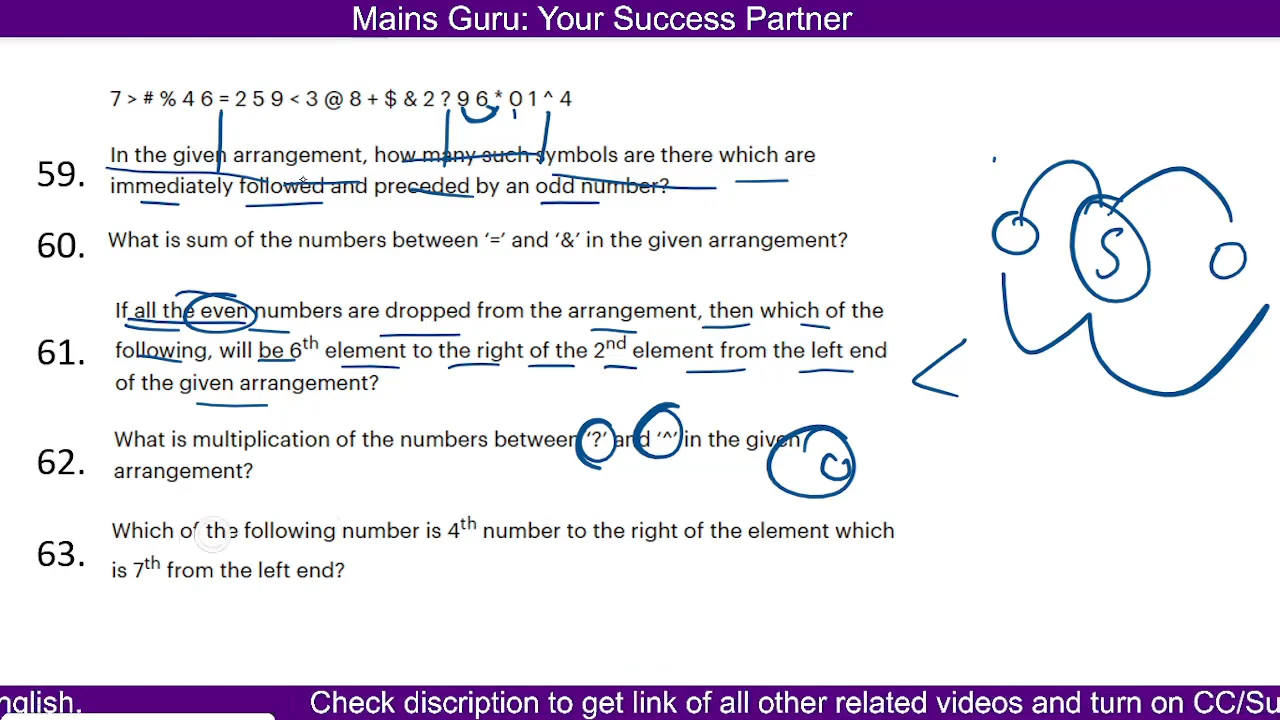 Mains Guru: Your Success Partner
7 > # % 4 6 = 2 5 9 < 3 @ 8 + $ & 2 ? 9 6 * 0 1 ^ 4
59. In the given arrangement, how many such symbols are there which are
immediately followed and preceded by an odd number?
60. What is sum of the numbers between ‘=’ and ‘&’ in the given arrangement?
If all the even numbers are dropped from the arrangement, then which of the
61. following, will be 6th element to the right of the 2nd element from the left end
of the given arrangement?
<
62. What is multiplication of the numbers between ‘?’ and ‘^’ in the given
arrangement?
O S O
0
63. Which of the following number is 4th number to the right of the element which
is 7th from the left end?
nglish. Check discription to get link of all other related videos and turn on CC/Su